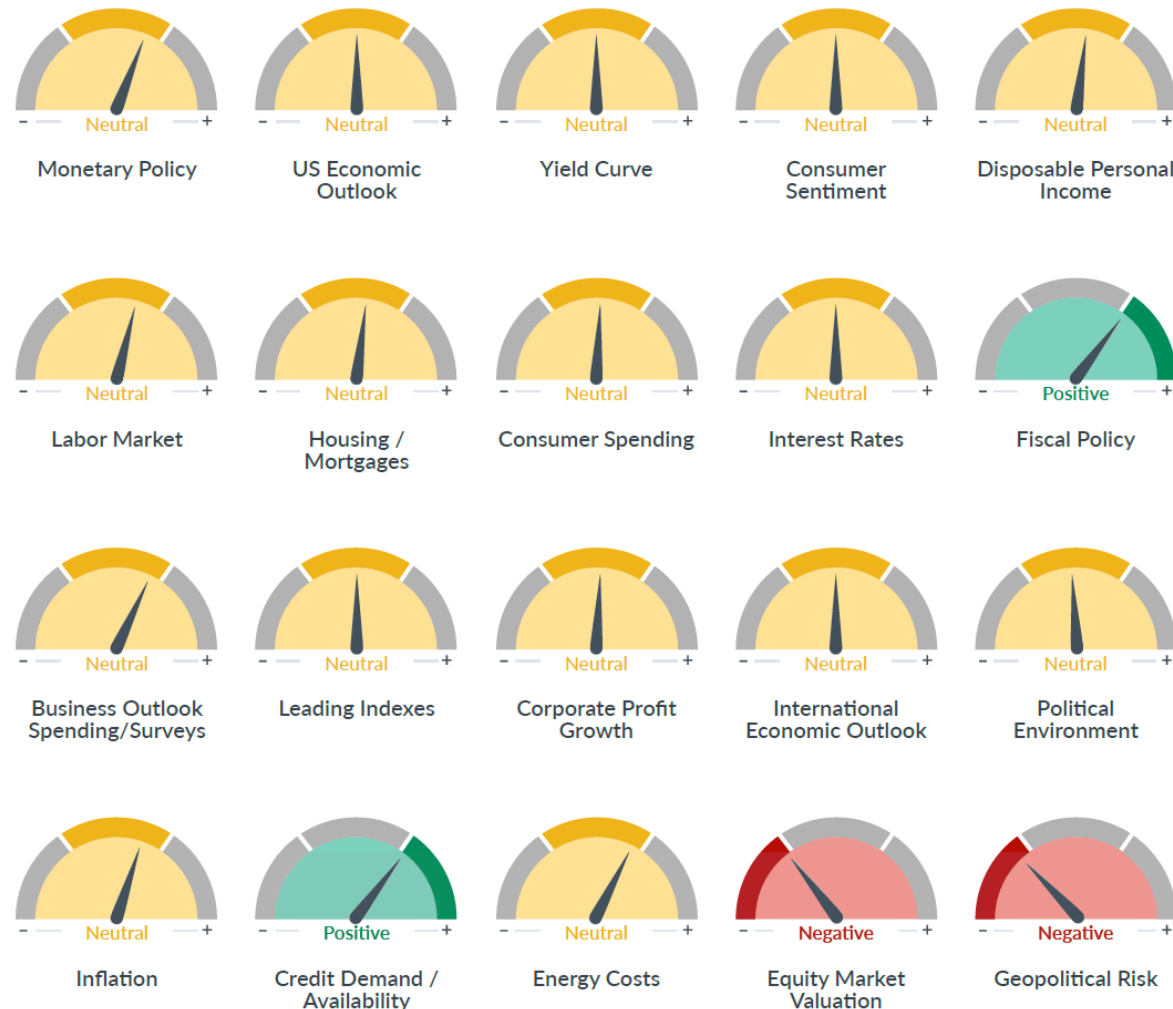 - Neutral +
- Neutral +
- Neutral +
- Neutral +
- Neutral +
Monetary Policy
US Economic
Outlook
Yield Curve
Consumer
Sentiment
Disposable Personal
Income
- Neutral +
- Neutral +
- Neutral +
- Neutral +
- Positive +
Labor Market
Housing /
Mortgages
Consumer Spending
Interest Rates
Fiscal Policy
- Neutral +
- Neutral +
- Neutral +
- Neutral +
- Neutral +
Business Outlook
Spending/Surveys
Leading Indexes
Corporate Profit
Growth
International
Economic Outlook
Political
Environment
- Neutral +
- Positive +
- Neutral +
- Negative +
- Negative +
Inflation
Credit Demand /
Availability
Energy Costs
Equity Market
Valuation
Geopolitical Risk